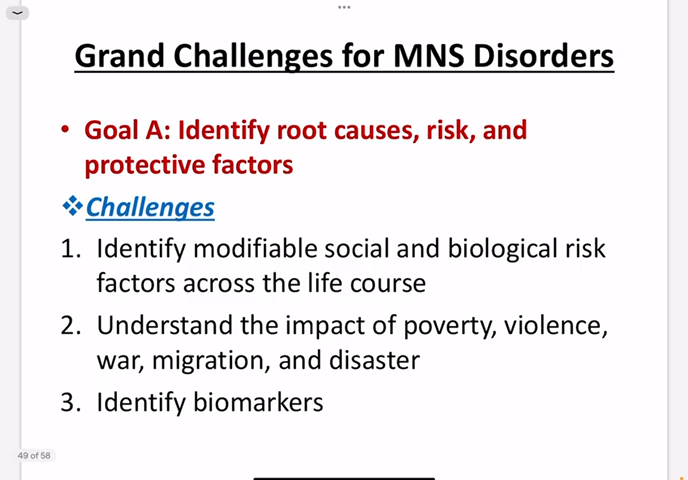 Grand Challenges for MNS Disorders
• Goal A: Identify root causes, risk, and
protective factors
❖Challenges
1. Identify modifiable social and biological risk
factors across the life course
2. Understand the impact of poverty, violence,
war, migration, and disaster
3. Identify biomarkers
49 of 58